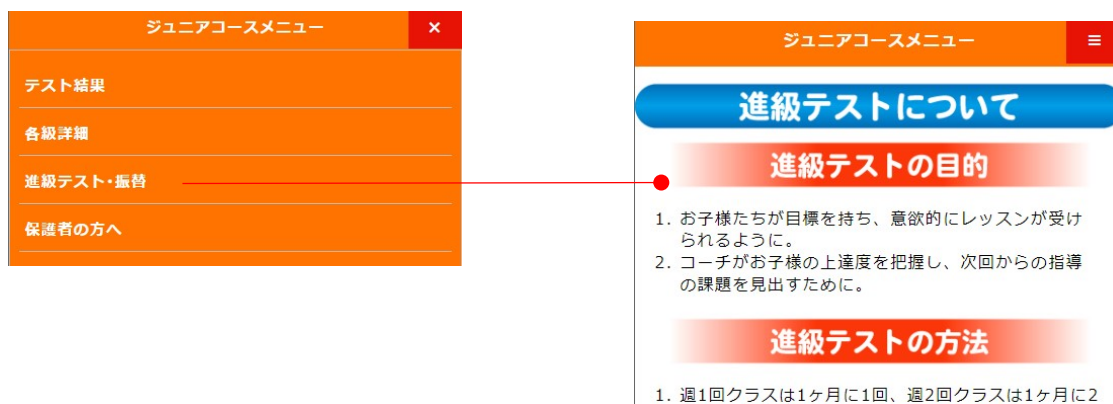 ジュニアコースメニュー ×
テスト結果
各級詳細
進級テスト・振替
保護者の方へ
ジュニアコースメニュー ≡
進級テストについて
進級テストの目的
1. お子様たちが目標を持ち、意欲的にレッスンが受け
られるように。
2. コーチがお子様の上達度を把握し、次回からの指導
の課題を見出すために。
進級テストの方法
1. 週1回クラスは1ヶ月に1回、週2回クラスは1ヶ月に2